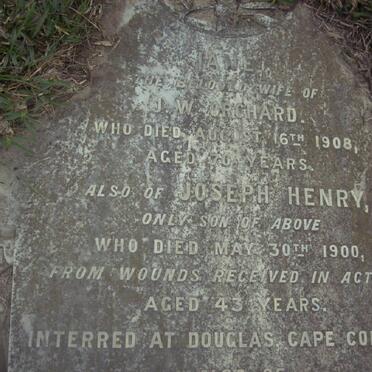 WIFE OF
J. W. ORCHARD.
WHO DIED AUGUST 16TH 1908,
AGED YEARS.
ALSO OF JOSEPH HENRY,
ONLY SON OF ABOVE
WHO DIED MAY 30TH 1900,
FROM WOUNDS RECEIVED IN ACT
AGED 43 YEARS.
INTERRED AT DOUGLAS, CAPE COL